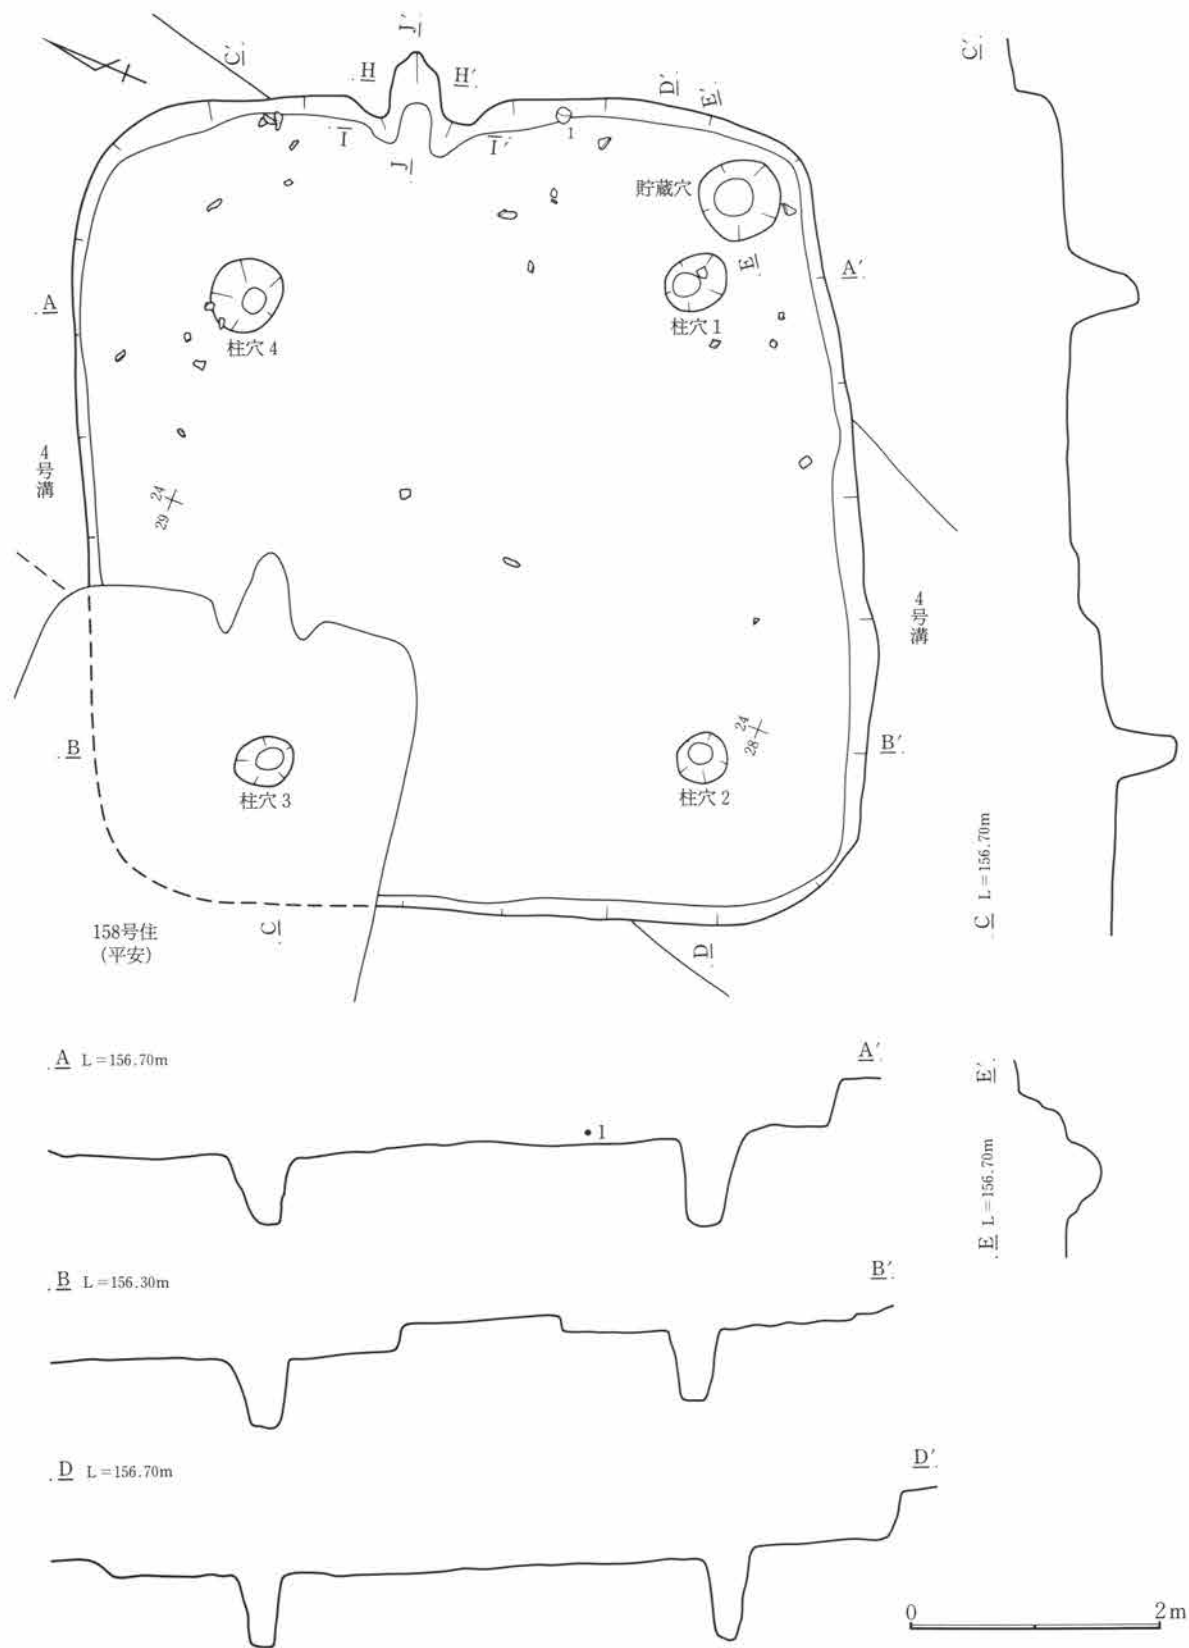 J′
C′
C′
H
H′
D′
E′
I
J
I′
1
貯蔵穴
E
A
A′
柱穴 1
柱穴 4
4号溝
24
29
4号溝
24
28
B
B′
柱穴 3
柱穴 2
C L=156.70m
158号住
(平安)
C
D
A L=156.70m
A′
E′
1
E L=156.70m
B L=156.30m
B′
D L=156.70m
D′
0
2m